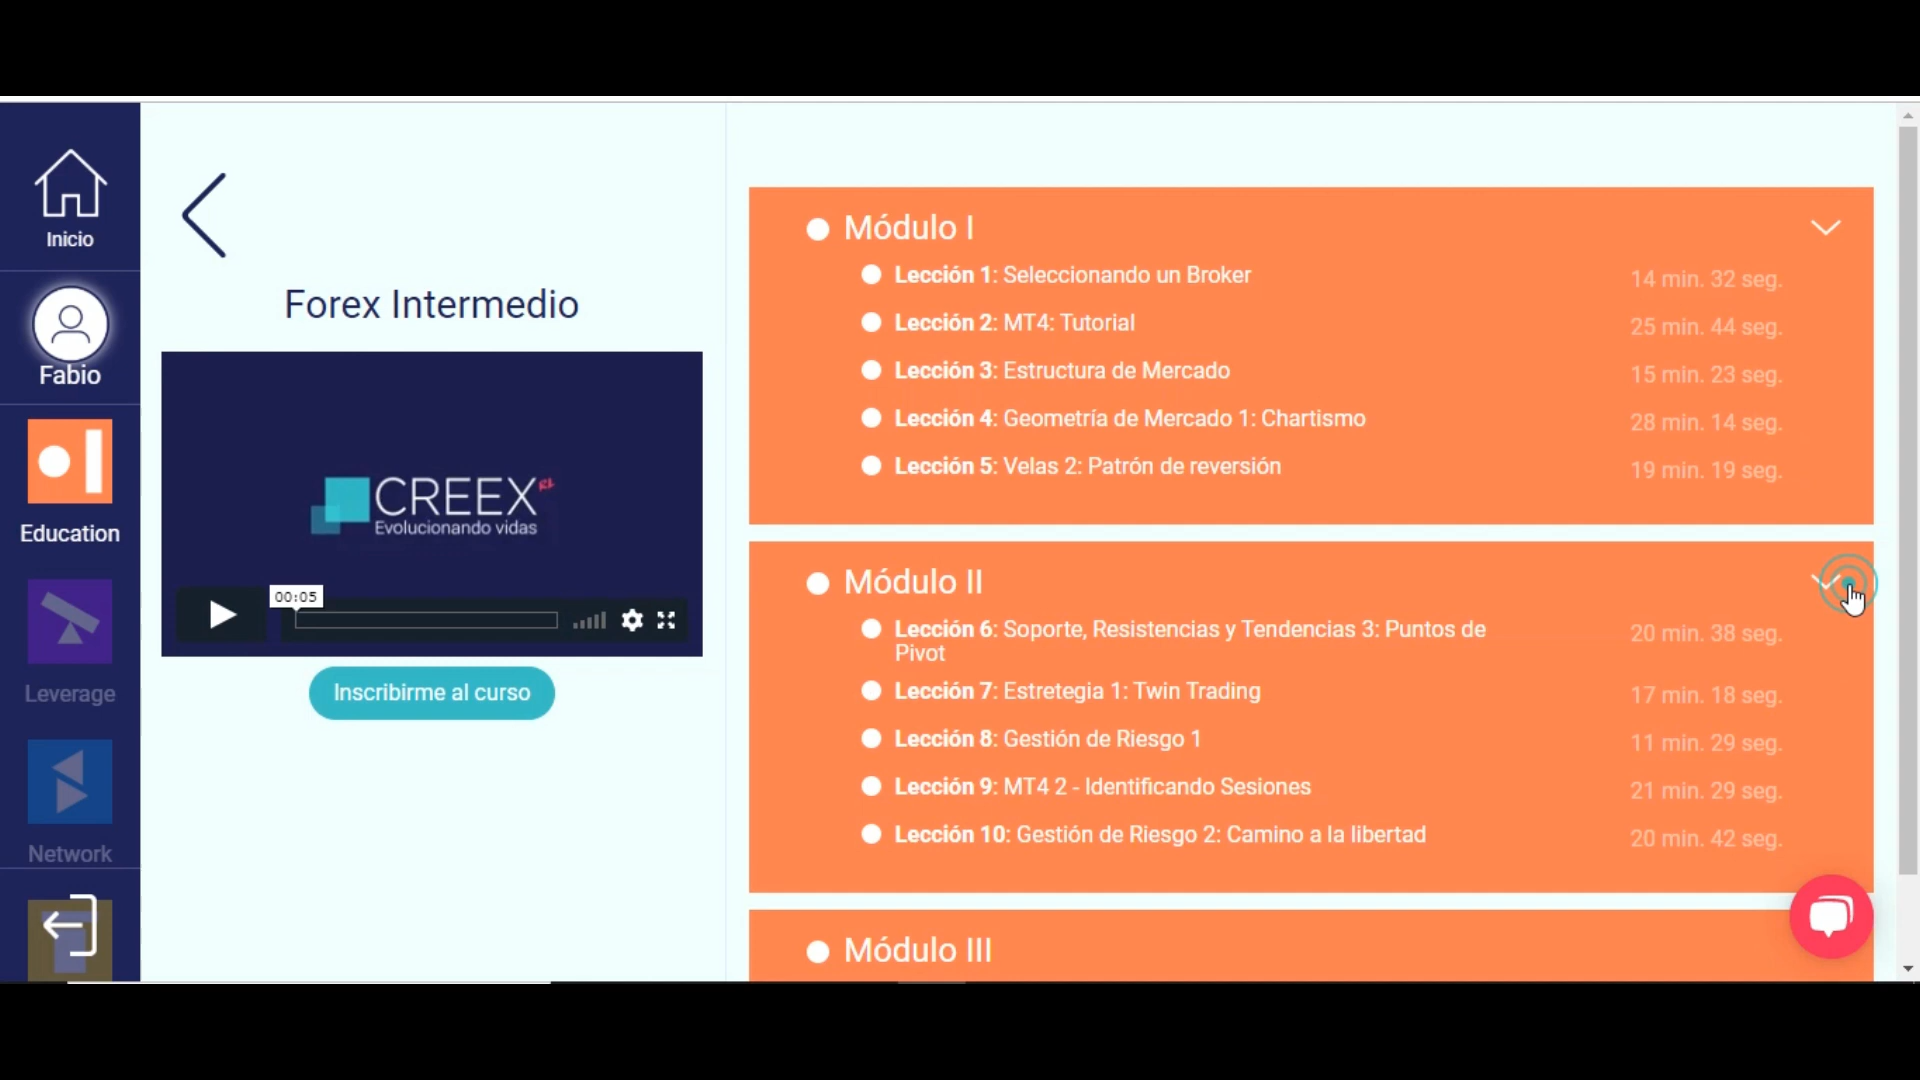 Inicio
Fabio
Education
Leverage
Network
Forex Intermedio
CREEX
Evolucionando vidas
00:05
Inscribirme al curso
Módulo I
Lección 1: Seleccionando un Broker 14 min. 32 seg.
Lección 2: MT4: Tutorial 25 min. 44 seg.
Lección 3: Estructura de Mercado 15 min. 23 seg.
Lección 4: Geometría de Mercado 1: Chartismo 28 min. 14 seg.
Lección 5: Velas 2: Patrón de reversión 19 min. 19 seg.
Módulo II
Lección 6: Soporte, Resistencias y Tendencias 3: Puntos de 20 min. 38 seg.
Pivot
Lección 7: Estretegia 1: Twin Trading 17 min. 18 seg.
Lección 8: Gestión de Riesgo 1 11 min. 29 seg.
Lección 9: MT4 2 - Identificando Sesiones 21 min. 29 seg.
Lección 10: Gestión de Riesgo 2: Camino a la libertad 20 min. 42 seg.
Módulo III